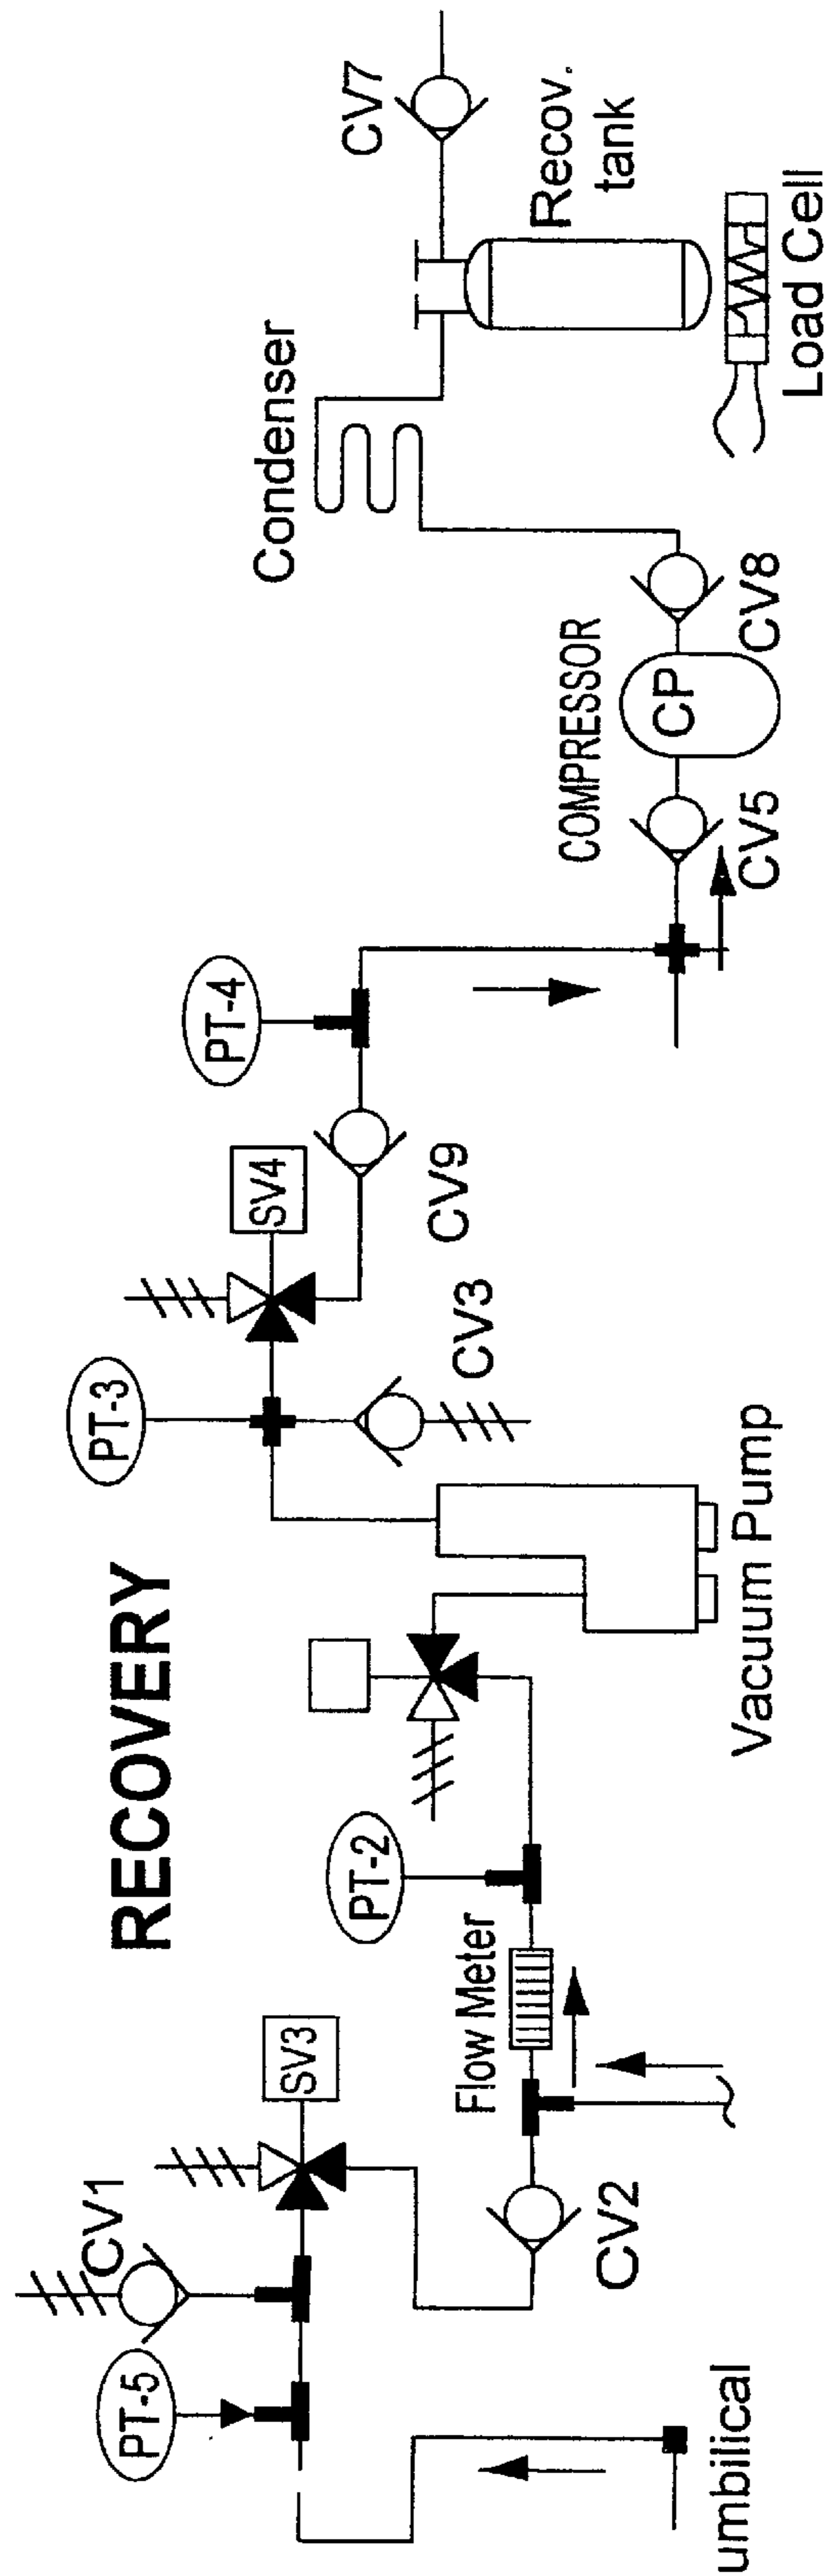 RECOVERY
umbilical
PT-5
CV1
SV3
CV2
Flow Meter
PT-2
Vacuum Pump
PT-3
CV3
SV4
CV9
PT-4
COMPRESSOR
CV5
CP
CV8
Condenser
CV7
Recov.
tank
Load Cell